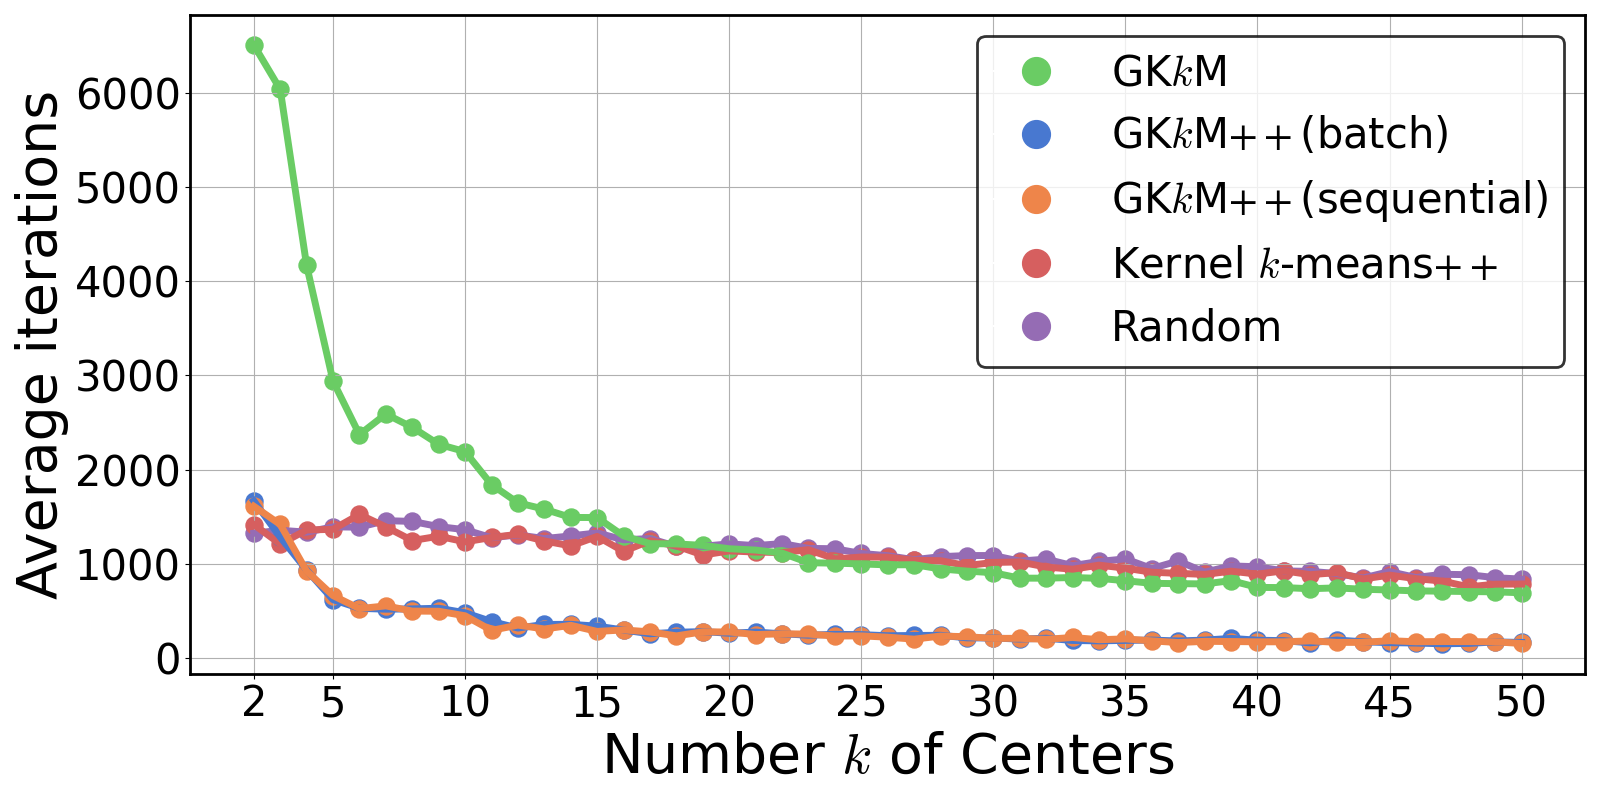 Average iterations
6000
5000
4000
3000
2000
1000
0
GKkM
GKkM++(batch)
GKkM++(sequential)
Kernel k-means++
Random
2 5 10 15 20 25 30 35 40 45 50
Number k of Centers